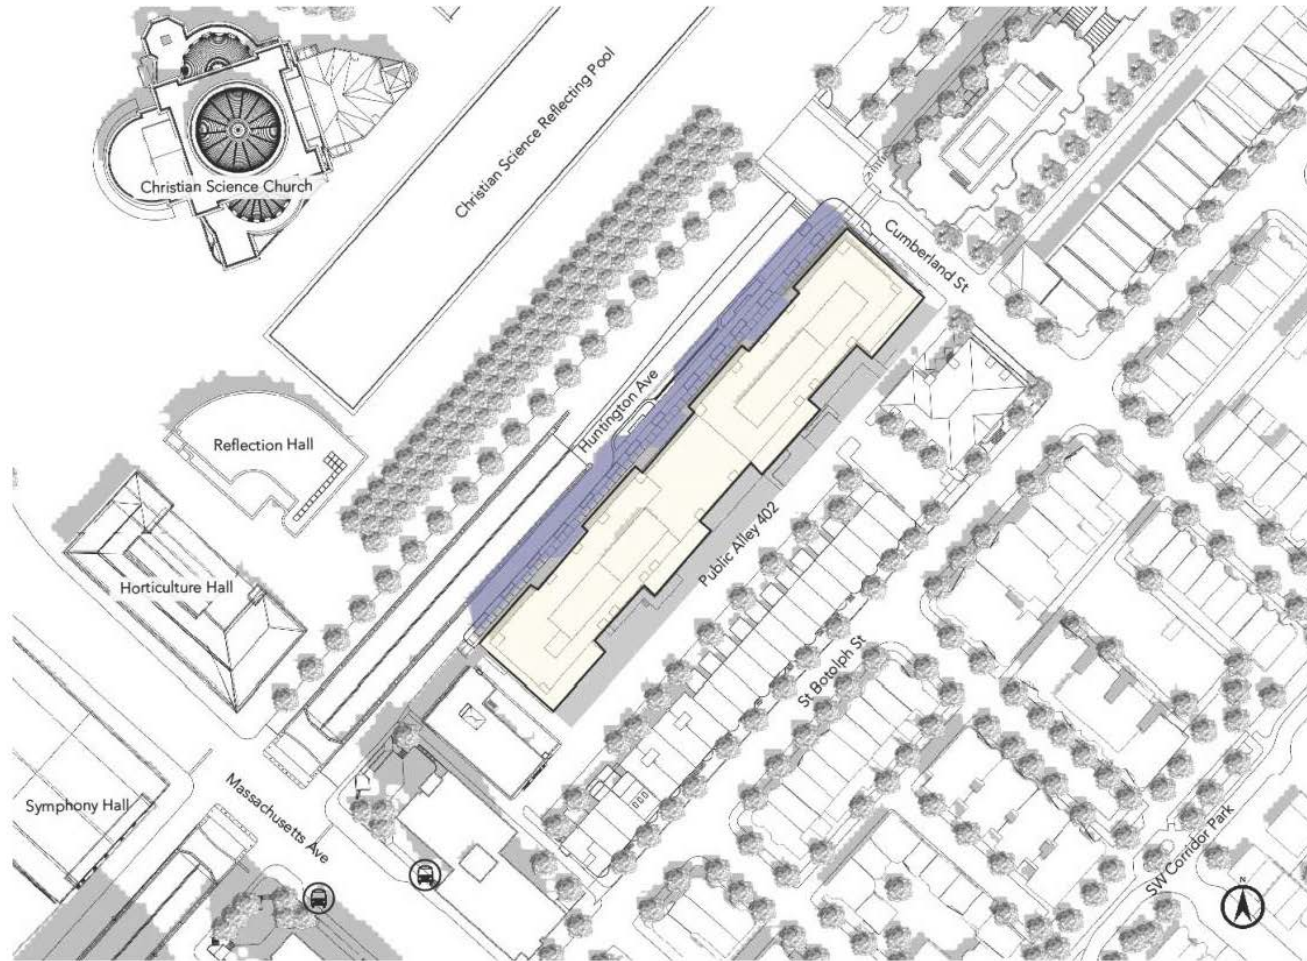 Christian Science Reflecting Pool
Christian Science Church
Cumberland St
Huntington Ave
Reflection Hall
Public Alley 402
Horticulture Hall
St Botolph St
Massachusetts Ave
Symphony Hall
SW Corridor Park
N